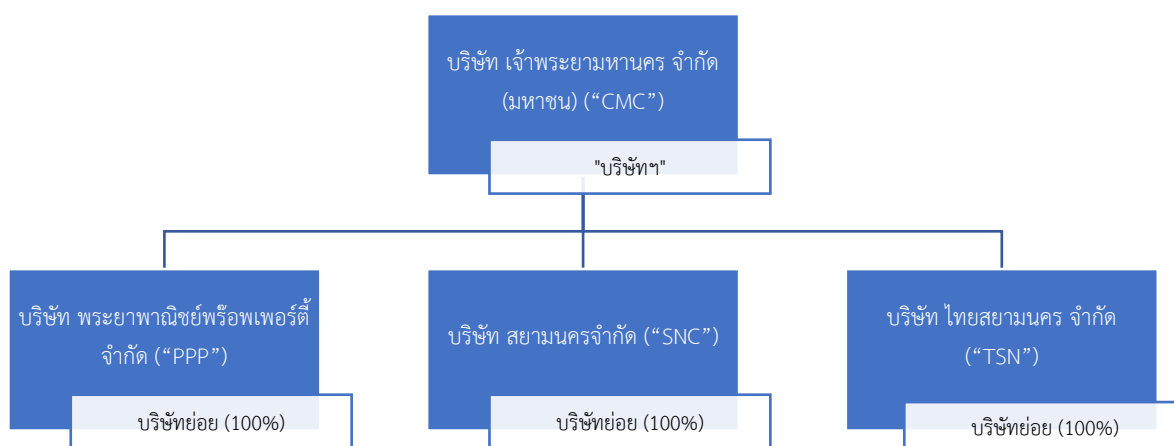 บริษัท เจ้าพระยามหานคร จำกัด
(มหาชน) (“CMC”)
"บริษัทฯ"
บริษัท พระยาพาณิชย์พร๊อพเพอร์ตี้
จำกัด (“PPP”)
บริษัทย่อย (100%)
บริษัท สยามนครจำกัด (“SNC”)
บริษัทย่อย (100%)
บริษัท ไทยสยามนคร จำกัด
(“TSN”)
บริษัทย่อย (100%)